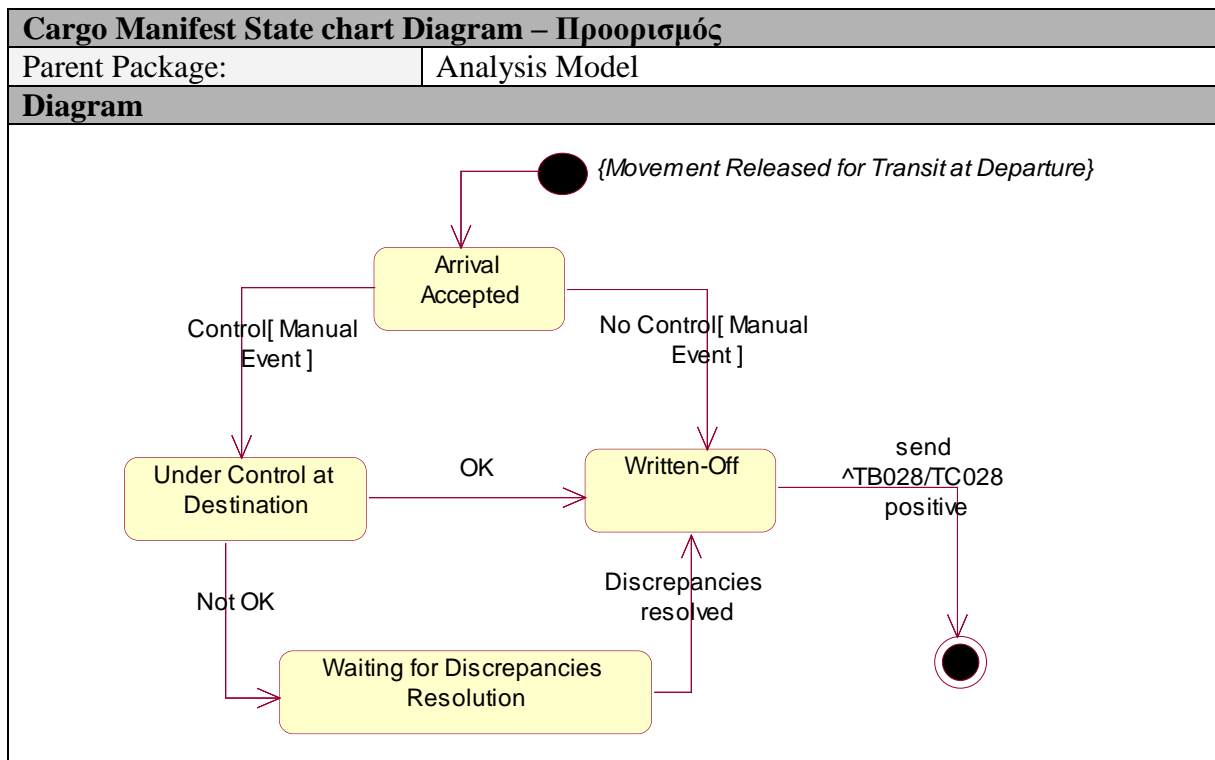 Cargo Manifest State chart Diagram – Προορισμός
Parent Package: Analysis Model
Diagram
{Movement Released for Transit at Departure}
Arrival
Accepted
Control[ Manual
Event ]
No Control[ Manual
Event ]
Under Control at
Destination
OK
Written-Off
send
^TB028/TC028
positive
Not OK
Discrepancies
resolved
Waiting for Discrepancies
Resolution